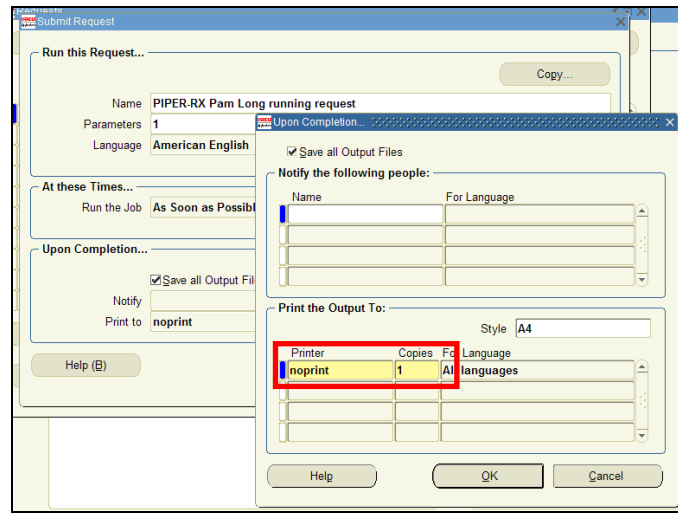 Submit Request
Run this Request...
Copy...
Name PIPER-RX Pam Long running request
Parameters 1
Language American English
At these Times...
Run the Job As Soon as Possibl
Upon Completion...
Save all Output Fil
Notify
Print to noprint
Help (B)
Upon Completion...
Save all Output Files
Notify the following people:
Name For Language
Print the Output To:
Style A4
Printer Copies For Language
noprint 1 All languages
Help OK Cancel